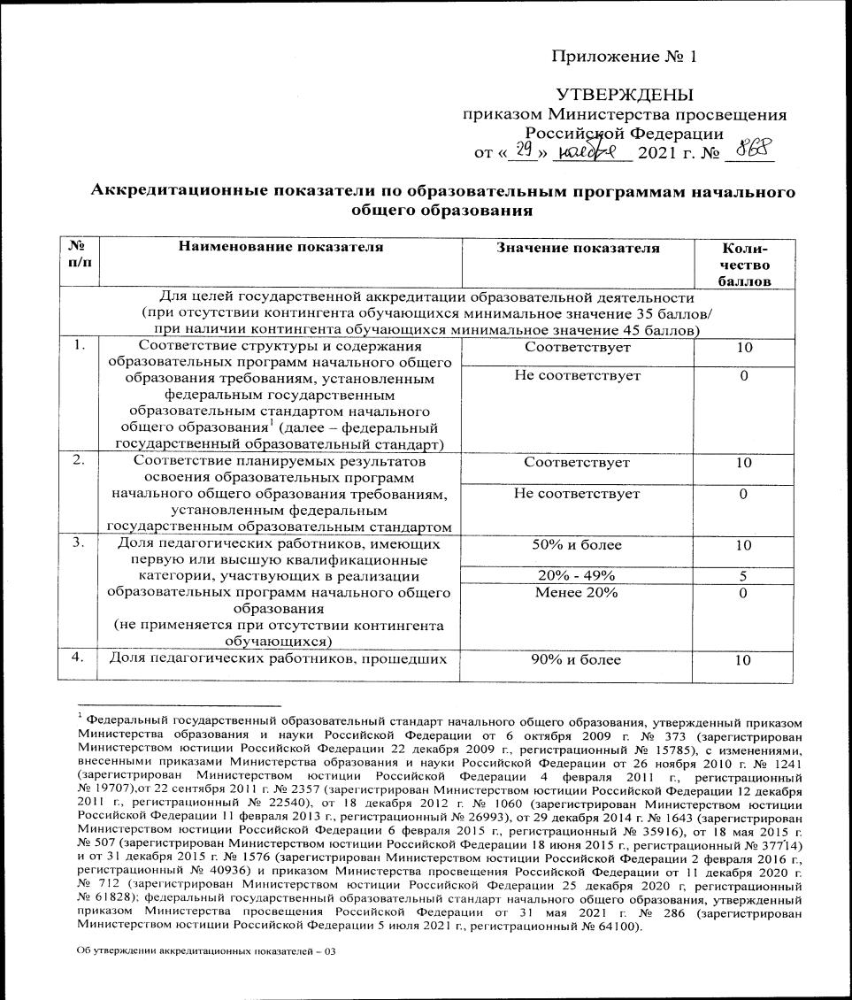 Приложение № 1
УТВЕРЖДЕНЫ
приказом Министерства просвещения
Российской Федерации
от «29» ноября 2021 г. № 868
Аккредитационные показатели по образовательным программам начального
общего образования
№ п/п Наименование показателя Значение показателя Коли-
чество
баллов
Для целей государственной аккредитации образовательной деятельности
(при отсутствии контингента обучающихся минимальное значение 35 баллов/
при наличии контингента обучающихся минимальное значение 45 баллов)
1. Соответствие структуры и содержания Соответствует 10
образовательных программ начального общего
образования требованиям, установленным Не соответствует 0
федеральным государственным
образовательным стандартом начального
общего образования¹ (далее – федеральный
государственный образовательный стандарт)
2. Соответствие планируемых результатов Соответствует 10
освоения образовательных программ
начального общего образования требованиям, Не соответствует 0
установленным федеральным
государственным образовательным стандартом
3. Доля педагогических работников, имеющих 50% и более 10
первую или высшую квалификационные
категории, участвующих в реализации 20% - 49% 5
образовательных программ начального общего Менее 20% 0
образования
(не применяется при отсутствии контингента
обучающихся)
4. Доля педагогических работников, прошедших 90% и более 10
¹ Федеральный государственный образовательный стандарт начального общего образования, утвержденный приказом
Министерства образования и науки Российской Федерации от 6 октября 2009 г. № 373 (зарегистрирован
Министерством юстиции Российской Федерации 22 декабря 2009 г., регистрационный № 15785), с изменениями,
внесенными приказами Министерства образования и науки Российской Федерации от 26 ноября 2010 г. № 1241
(зарегистрирован Министерством юстиции Российской Федерации 4 февраля 2011 г., регистрационный
№ 19707),от 22 сентября 2011 г. № 2357 (зарегистрирован Министерством юстиции Российской Федерации 12 декабря
2011 г., регистрационный № 22540), от 18 декабря 2012 г. № 1060 (зарегистрирован Министерством юстиции
Российской Федерации 11 февраля 2013 г., регистрационный № 26993), от 29 декабря 2014 г. № 1643 (зарегистрирован
Министерством юстиции Российской Федерации 6 февраля 2015 г., регистрационный № 35916), от 18 мая 2015 г.
№ 507 (зарегистрирован Министерством юстиции Российской Федерации 18 июня 2015 г., регистрационный № 37714)
и от 31 декабря 2015 г. № 1576 (зарегистрирован Министерством юстиции Российской Федерации 2 февраля 2016 г.,
регистрационный № 40936) и приказом Министерства просвещения Российской Федерации от 11 декабря 2020 г.
№ 712 (зарегистрирован Министерством юстиции Российской Федерации 25 декабря 2020 г, регистрационный
№ 61828); федеральный государственный образовательный стандарт начального общего образования, утвержденный
приказом Министерства просвещения Российской Федерации от 31 мая 2021 г. № 286 (зарегистрирован
Министерством юстиции Российской Федерации 5 июля 2021 г., регистрационный № 64100).
Об утверждении аккредитационных показателей – 03